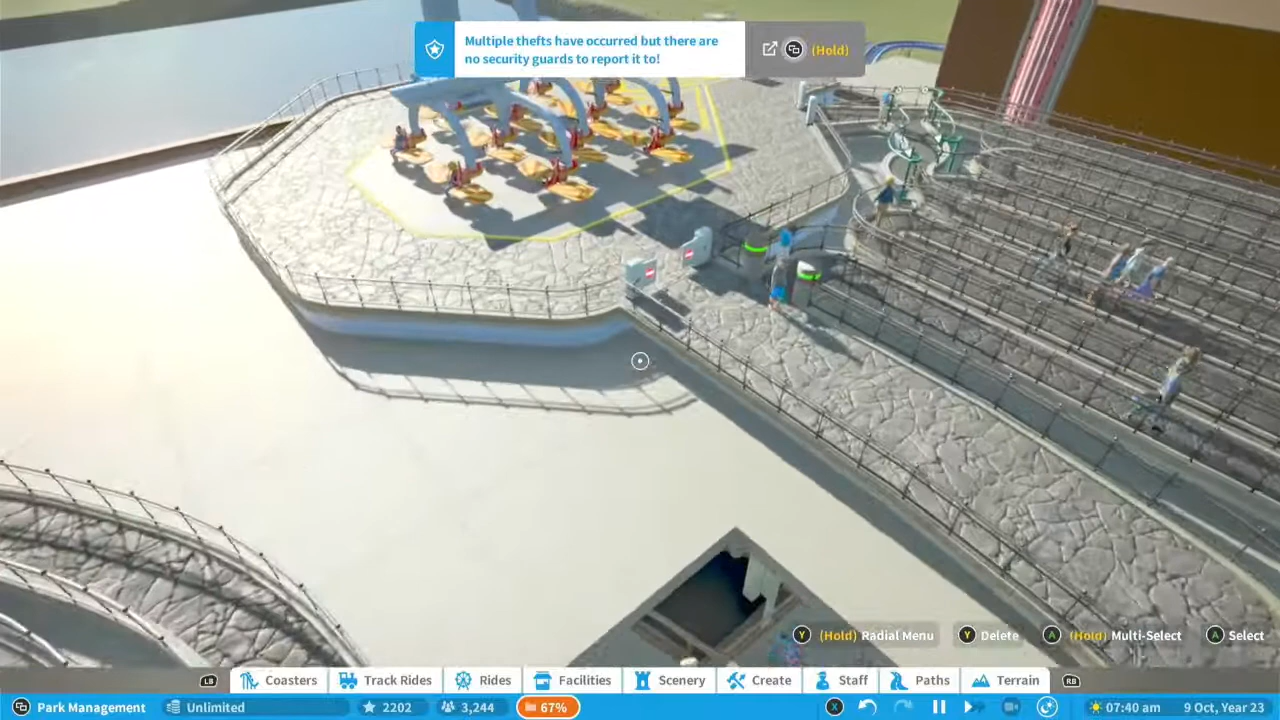 Multiple thefts have occurred but there are
no security guards to report it to!
(Hold)
Y (Hold) Radial Menu
Y Delete
A (Hold) Multi-Select
A Select
LB
Coasters
Track Rides
Rides
Facilities
Scenery
Create
Staff
Paths
Terrain
RB
Park Management
Unlimited
2202
3,244
67%
X
07:40 am
9 Oct, Year 23